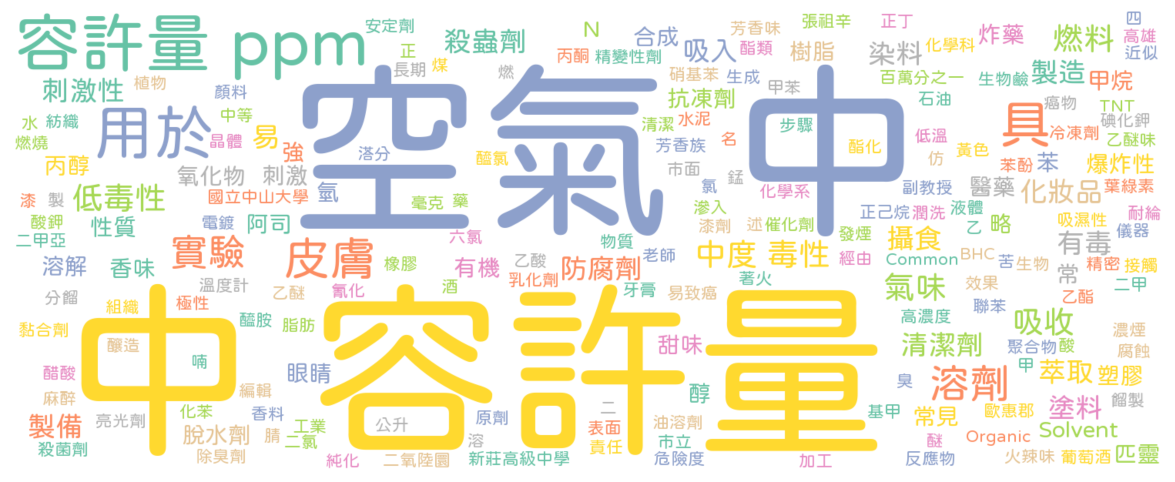 容許量 ppm
安定劑
正
長期
煤
殺蟲劑
燃
N
丙酮
精變性劑
合成
吸入
芳香味
酯類
硝基苯
生成
張祖辛
樹脂
正丁
染料
化學科
百萬分之一
炸藥
生物鹼
石油
燃料
製造
四
高雄
近似
甲烷
刺激性
植物
顏料
中等
水
紡織
燃燒
晶體
用於
易
強
空氣中
抗凍劑
清潔
水泥
甲苯
步驟
名
芳香族
酯化
市面
錳
氯
化學系
低溫
仿
黃色
具
癌物
TNT
碘化鉀
冷凍劑
乙醚味
苯酚
苯
爆炸性
丙醇
氧化物
刺激
國立中山大學
氫
溚分
醯氯
毫克
藥
漆
製
低毒性
酸鉀
二甲亞
性質
電鍍
阿司
副教授
醫藥
化妝品
葉綠素
正己烷
潤洗
液體
乙
略
吸濕性
耐綸
儀器
滲入
漆劑
述
催化劑
發煙
經由
攝食
Common
BHC
苦
生物
有毒
常
精密
接觸
二甲
乙酯
溶解
香味
實驗
溫度計
皮膚
橡膠
六氯
有機
乙酸
乳化劑
防腐劑
物質
老師
中度
毒性
著火
牙膏
易致癌
氣味
高濃度
效果
聯苯
分餾
組織
極性
乙醚
氰化
酒
黏合劑
釀造
喃
醯胺
脂肪
中容許量
甜味
吸收
濃煙
腐蝕
清潔劑
聚合物
酸
醋酸
麻醉
眼睛
編輯
醇
臭
溶劑
甲
萃取
塑膠
餾製
製備
亮光劑
化苯
香料
工業
公升
原劑
二
表面
油溶劑
基甲
常見
歐惠郡
塗料
Solvent
殺菌劑
脫水劑
除臭劑
腈
二氯
純化
二氧陸圜
溶
新莊高級中學
責任
市立
危險度
加工
醚
反應物
Organic
火辣味
葡萄酒
匹靈